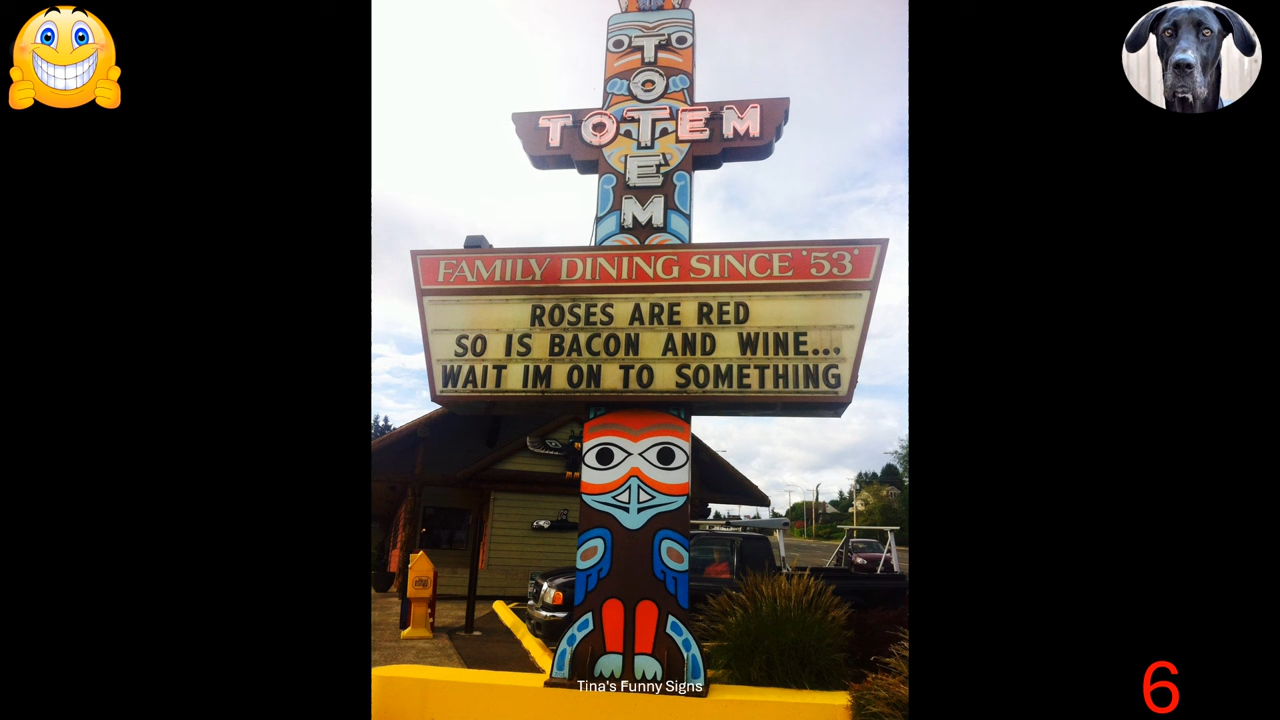 TOTEM
TOTEM
FAMILY DINING SINCE '53'
ROSES ARE RED
SO IS BACON AND WINE...
WAIT IM ON TO SOMETHING
Tina's Funny Signs
6